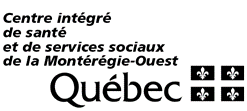 Centre intégré
de santé
et de services sociaux
de la Montérégie-Ouest
Québec